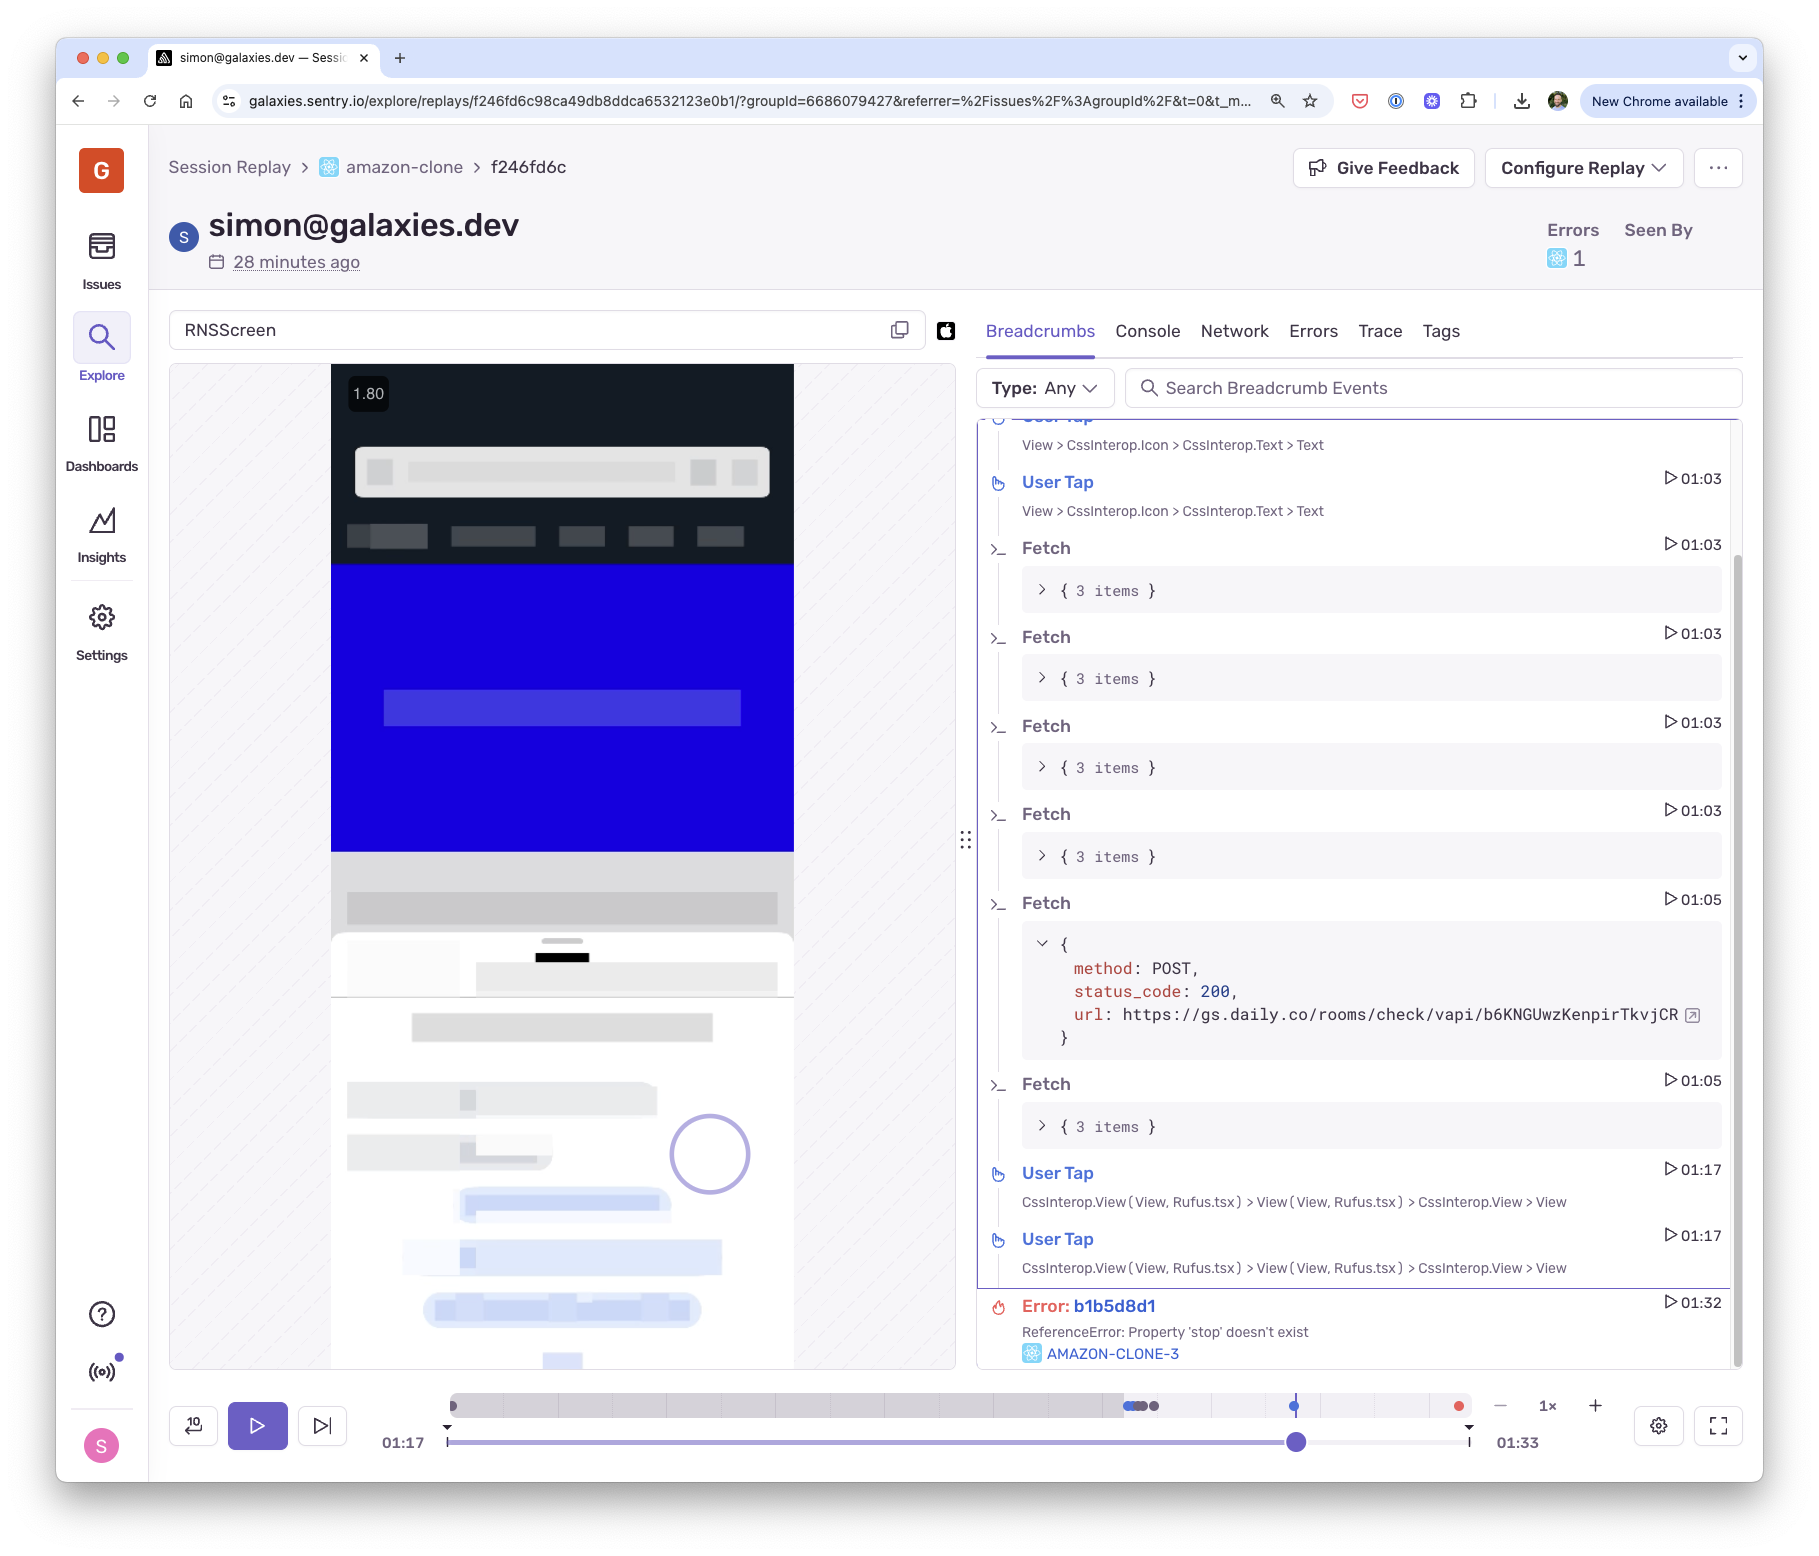 simon@galaxies.dev — Sessic
galaxies.sentry.io/explore/replays/f246fd6c98ca49db8ddca6532123e0b1/?groupId=6686079427&referrer=%2Fissues%2F%3AgroupId%2F&t=0&t_m...
New Chrome available
G
Issues
Explore
Dashboards
Insights
Settings
S
Session Replay > amazon-clone > f246fd6c
Give Feedback
Configure Replay
S
simon@galaxies.dev
28 minutes ago
Errors
1
Seen By
RNSScreen
1.80
Breadcrumbs Console Network Errors Trace Tags
Type: Any
Search Breadcrumb Events
User Tap
View > CssInterop.Icon > CssInterop.Text > Text
User Tap 01:03
View > CssInterop.Icon > CssInterop.Text > Text
Fetch 01:03
{ 3 items }
Fetch 01:03
{ 3 items }
Fetch 01:03
{ 3 items }
Fetch 01:03
{ 3 items }
Fetch 01:05
{
method: POST,
status_code: 200,
url: https://gs.daily.co/rooms/check/vapi/b6KNGUwzKenpirTkvjCR
}
Fetch 01:05
{ 3 items }
User Tap 01:17
CssInterop.View(View, Rufus.tsx) > View(View, Rufus.tsx) > CssInterop.View > View
User Tap 01:17
CssInterop.View(View, Rufus.tsx) > View(View, Rufus.tsx) > CssInterop.View > View
Error: b1b5d8d1 01:32
ReferenceError: Property 'stop' doesn't exist
AMAZON-CLONE-3
10
01:17
1×
01:33